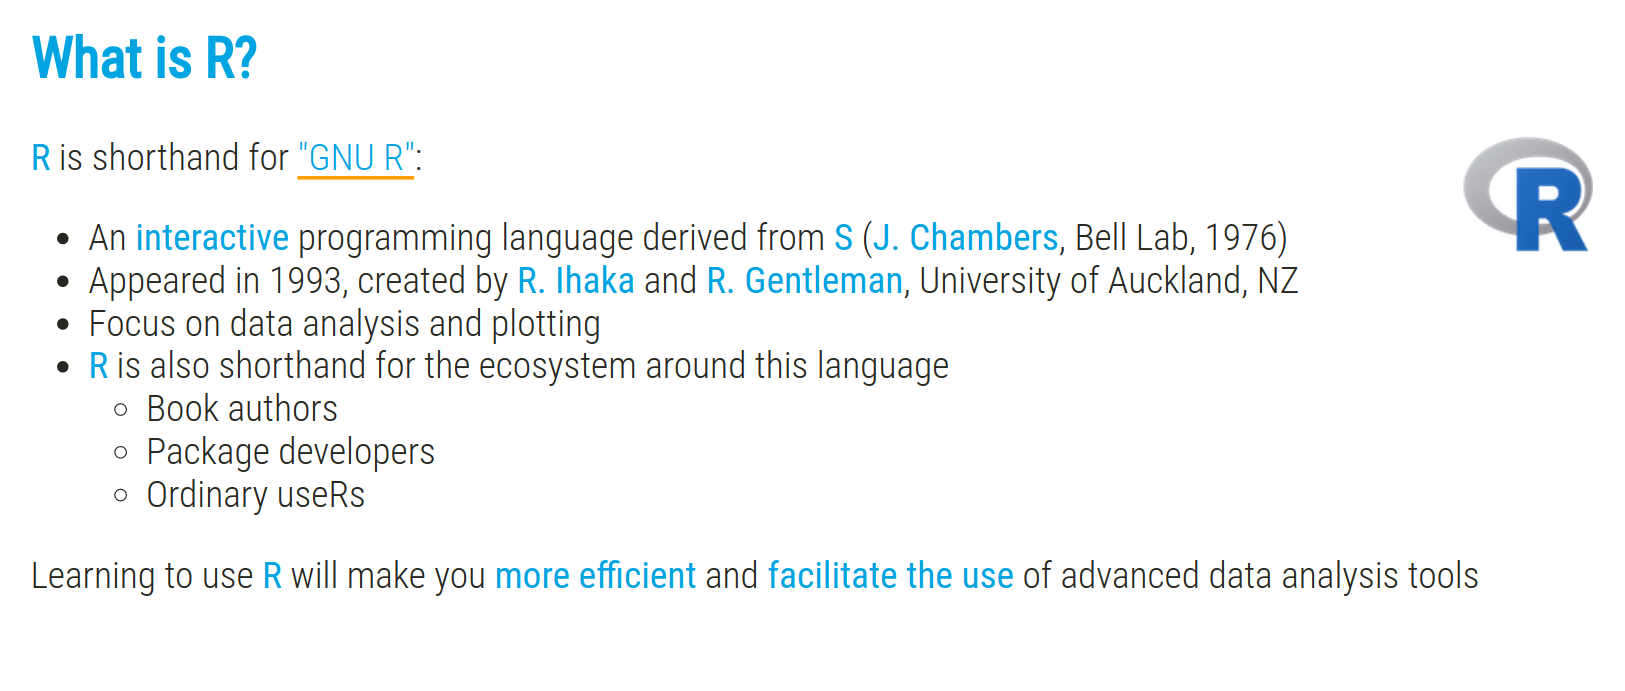 What is R?
R is shorthand for "GNU R":
• An interactive programming language derived from S (J. Chambers, Bell Lab, 1976)
• Appeared in 1993, created by R. Ihaka and R. Gentleman, University of Auckland, NZ
• Focus on data analysis and plotting
• R is also shorthand for the ecosystem around this language
◦ Book authors
◦ Package developers
◦ Ordinary useRs
Learning to use R will make you more efficient and facilitate the use of advanced data analysis tools
R